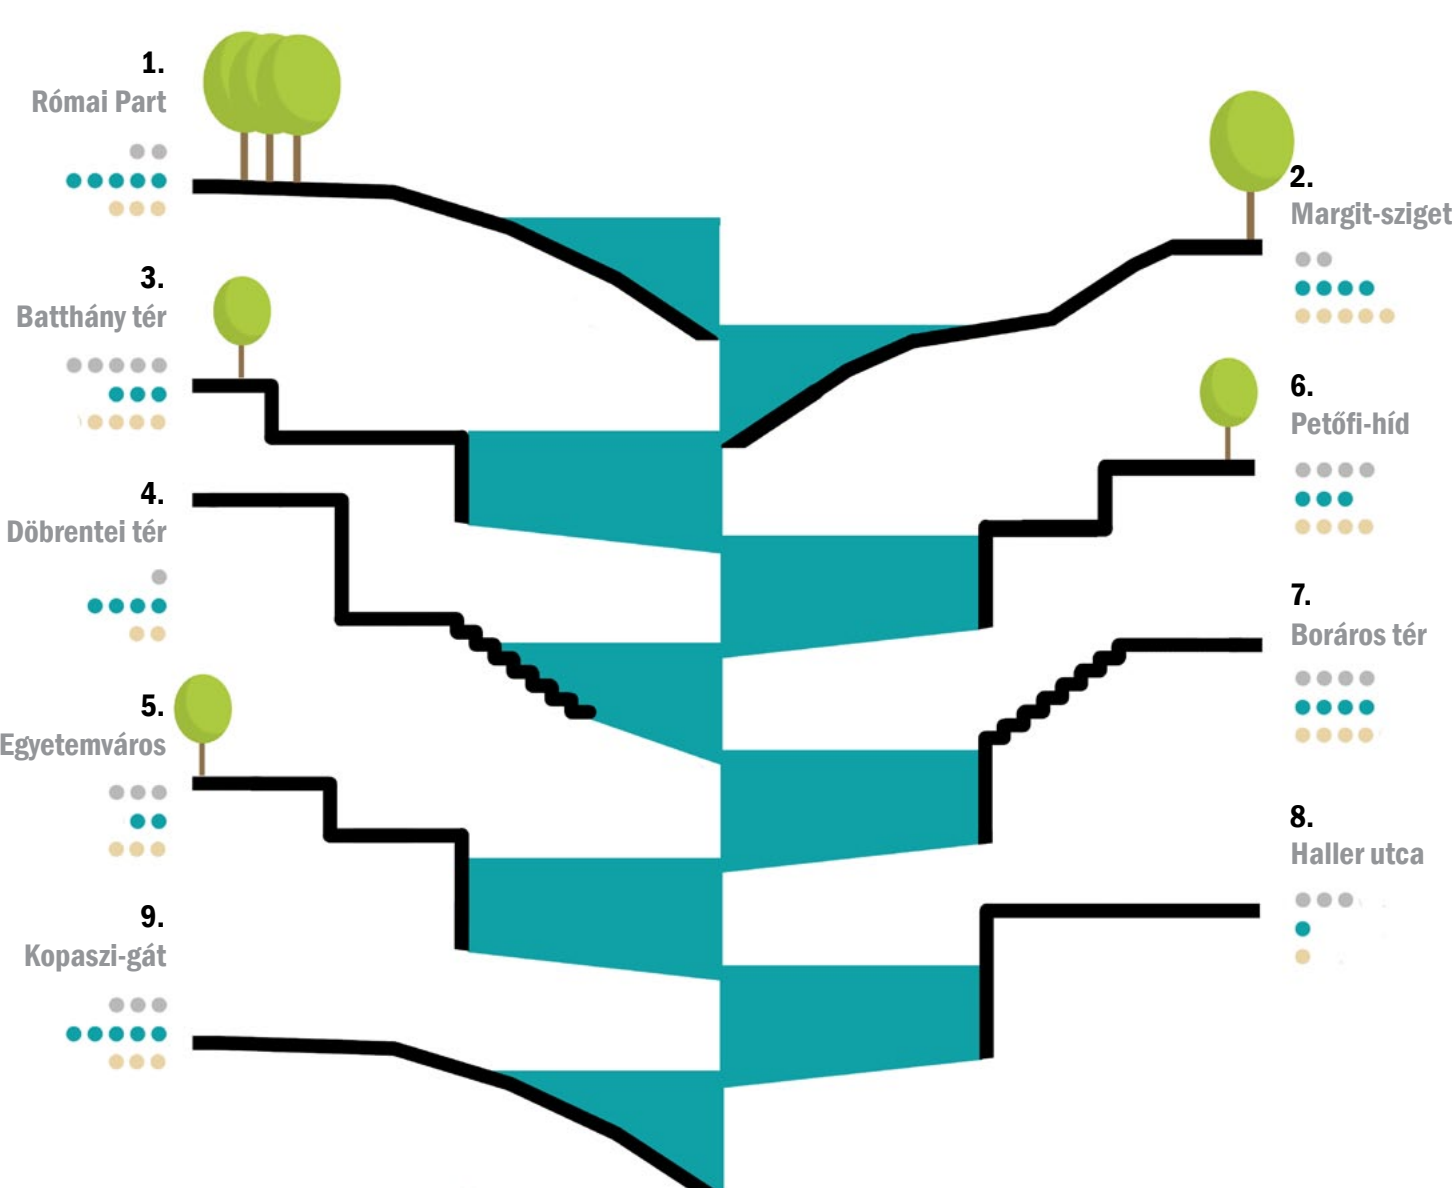 1.
Római Part
2.
Margit-sziget
3.
Batthány tér
6.
Petőfi-híd
4.
Döbrentei tér
7.
Boráros tér
5.
Egyetemváros
8.
Haller utca
9.
Kopaszi-gát